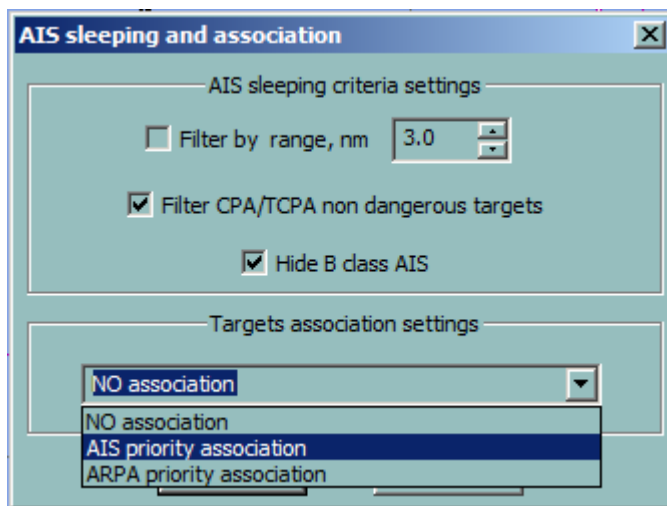 AIS sleeping and association
AIS sleeping criteria settings
Filter by range, nm 3.0
Filter CPA/TCPA non dangerous targets
Hide B class AIS
Targets association settings
NO association
NO association
AIS priority association
ARPA priority association